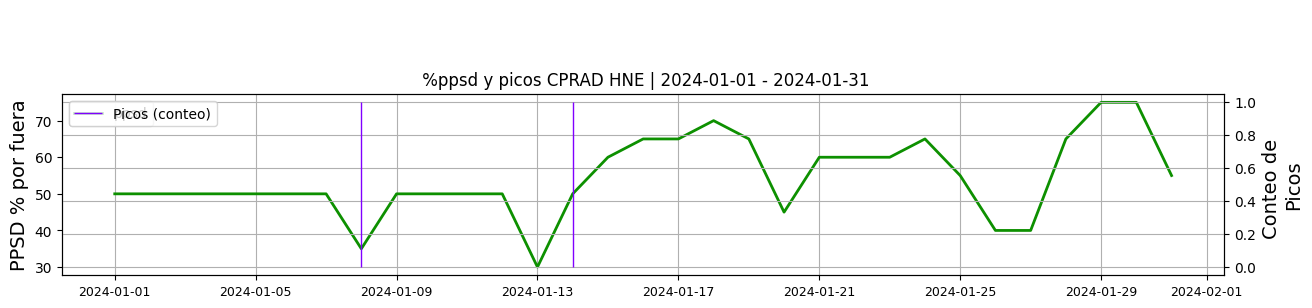 %ppsd y picos CPRAD HNE | 2024-01-01 - 2024-01-31
PPSD % por fuera
70
60
50
40
30
Picos (conteo)
1.0
0.8
0.6
0.4
0.2
0.0
Conteo de
Picos
2024-01-01 2024-01-05 2024-01-09 2024-01-13 2024-01-17 2024-01-21 2024-01-25 2024-01-29 2024-02-01